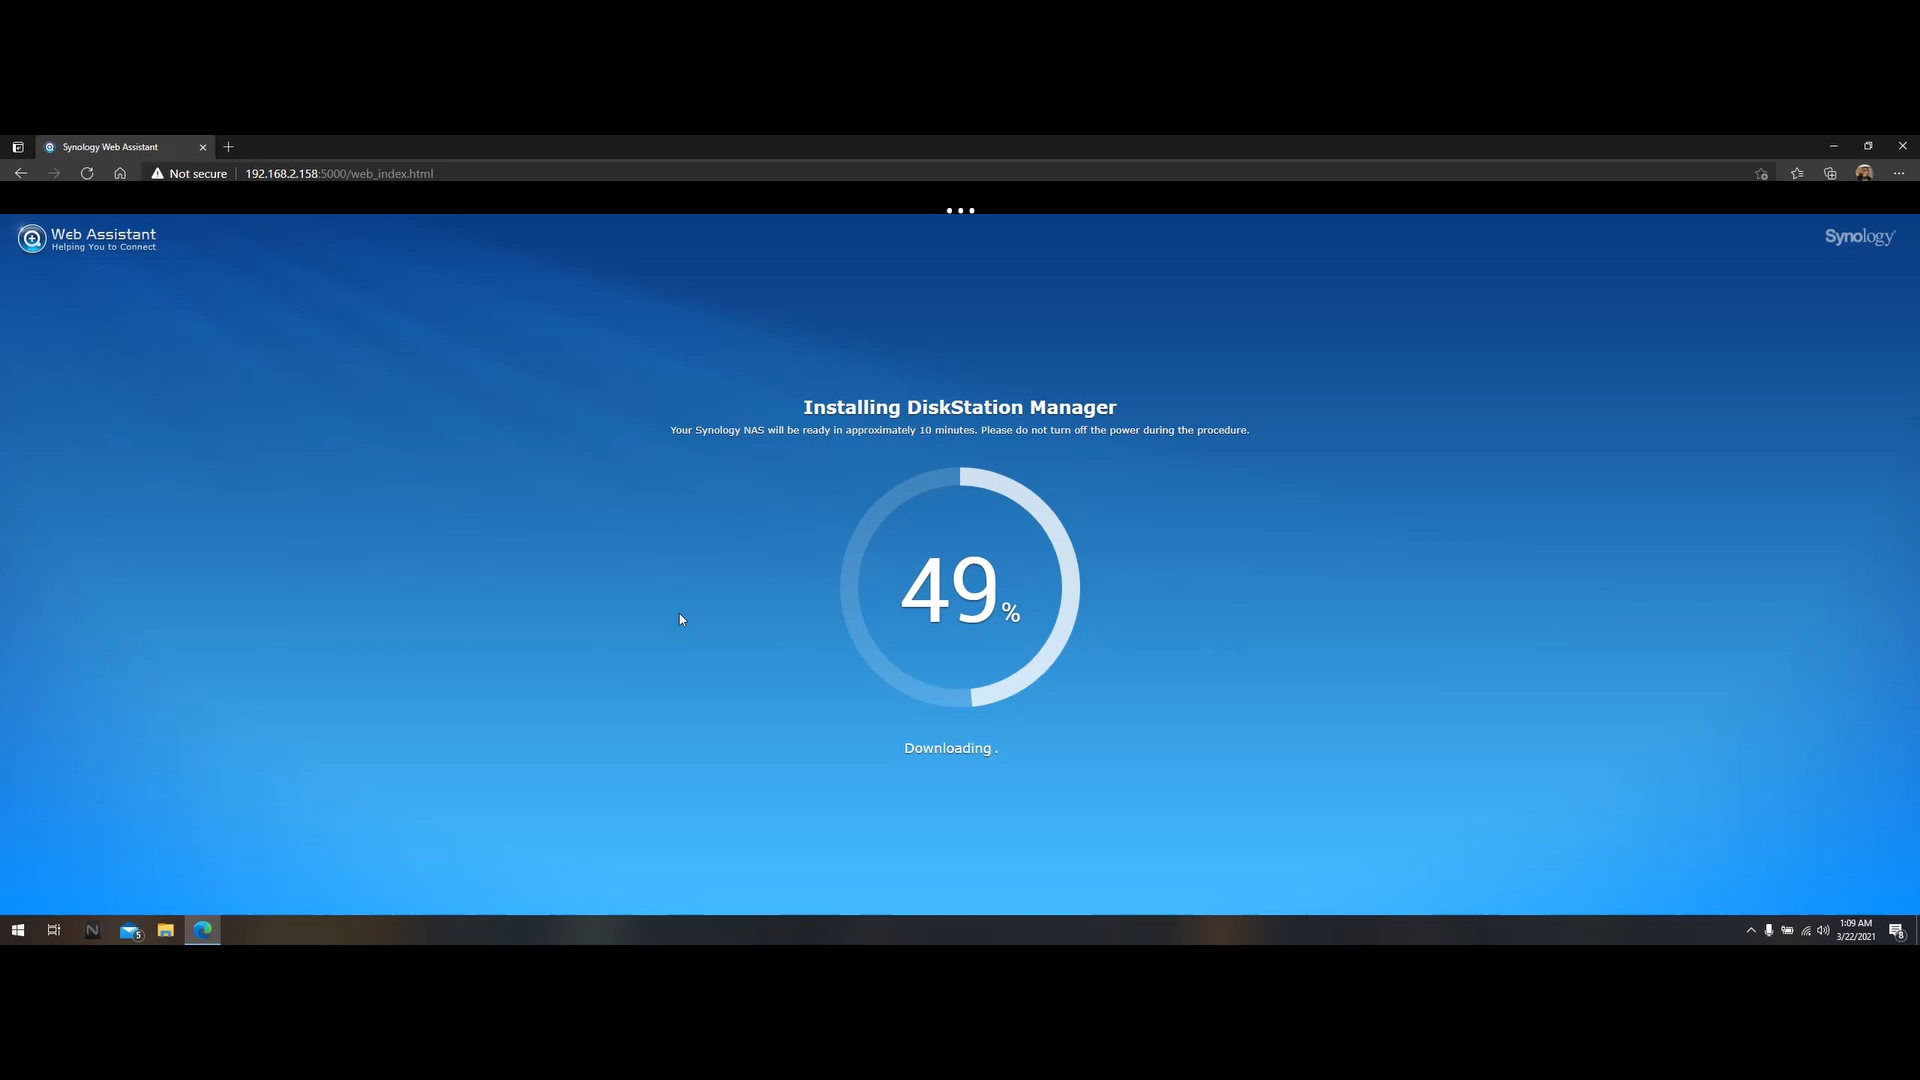 Synology Web Assistant
Not secure 192.168.2.158:5000/web_index.html
Web Assistant
Helping You to Connect
Synology
Installing DiskStation Manager
Your Synology NAS will be ready in approximately 10 minutes. Please do not turn off the power during the procedure.
49%
Downloading .
5
1:09 AM
3/22/2021
8